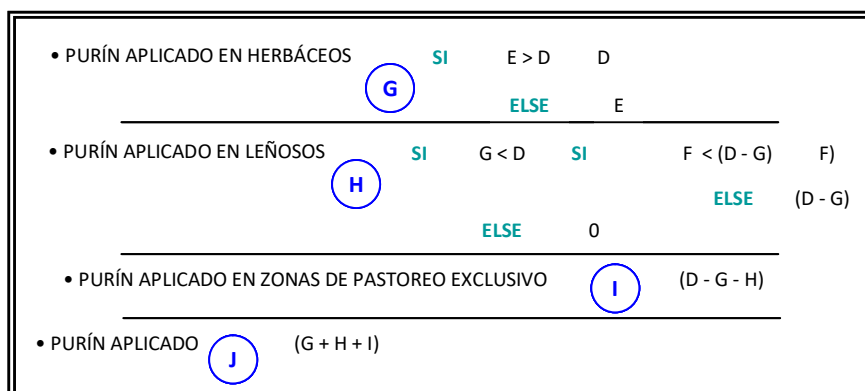 • PURÍN APLICADO EN HERBÁCEOS SI E > D D
G
ELSE E
• PURÍN APLICADO EN LEÑOSOS SI G < D SI F < (D - G) F)
H
ELSE (D - G)
ELSE 0
• PURÍN APLICADO EN ZONAS DE PASTOREO EXCLUSIVO I (D - G - H)
• PURÍN APLICADO J (G + H + I)